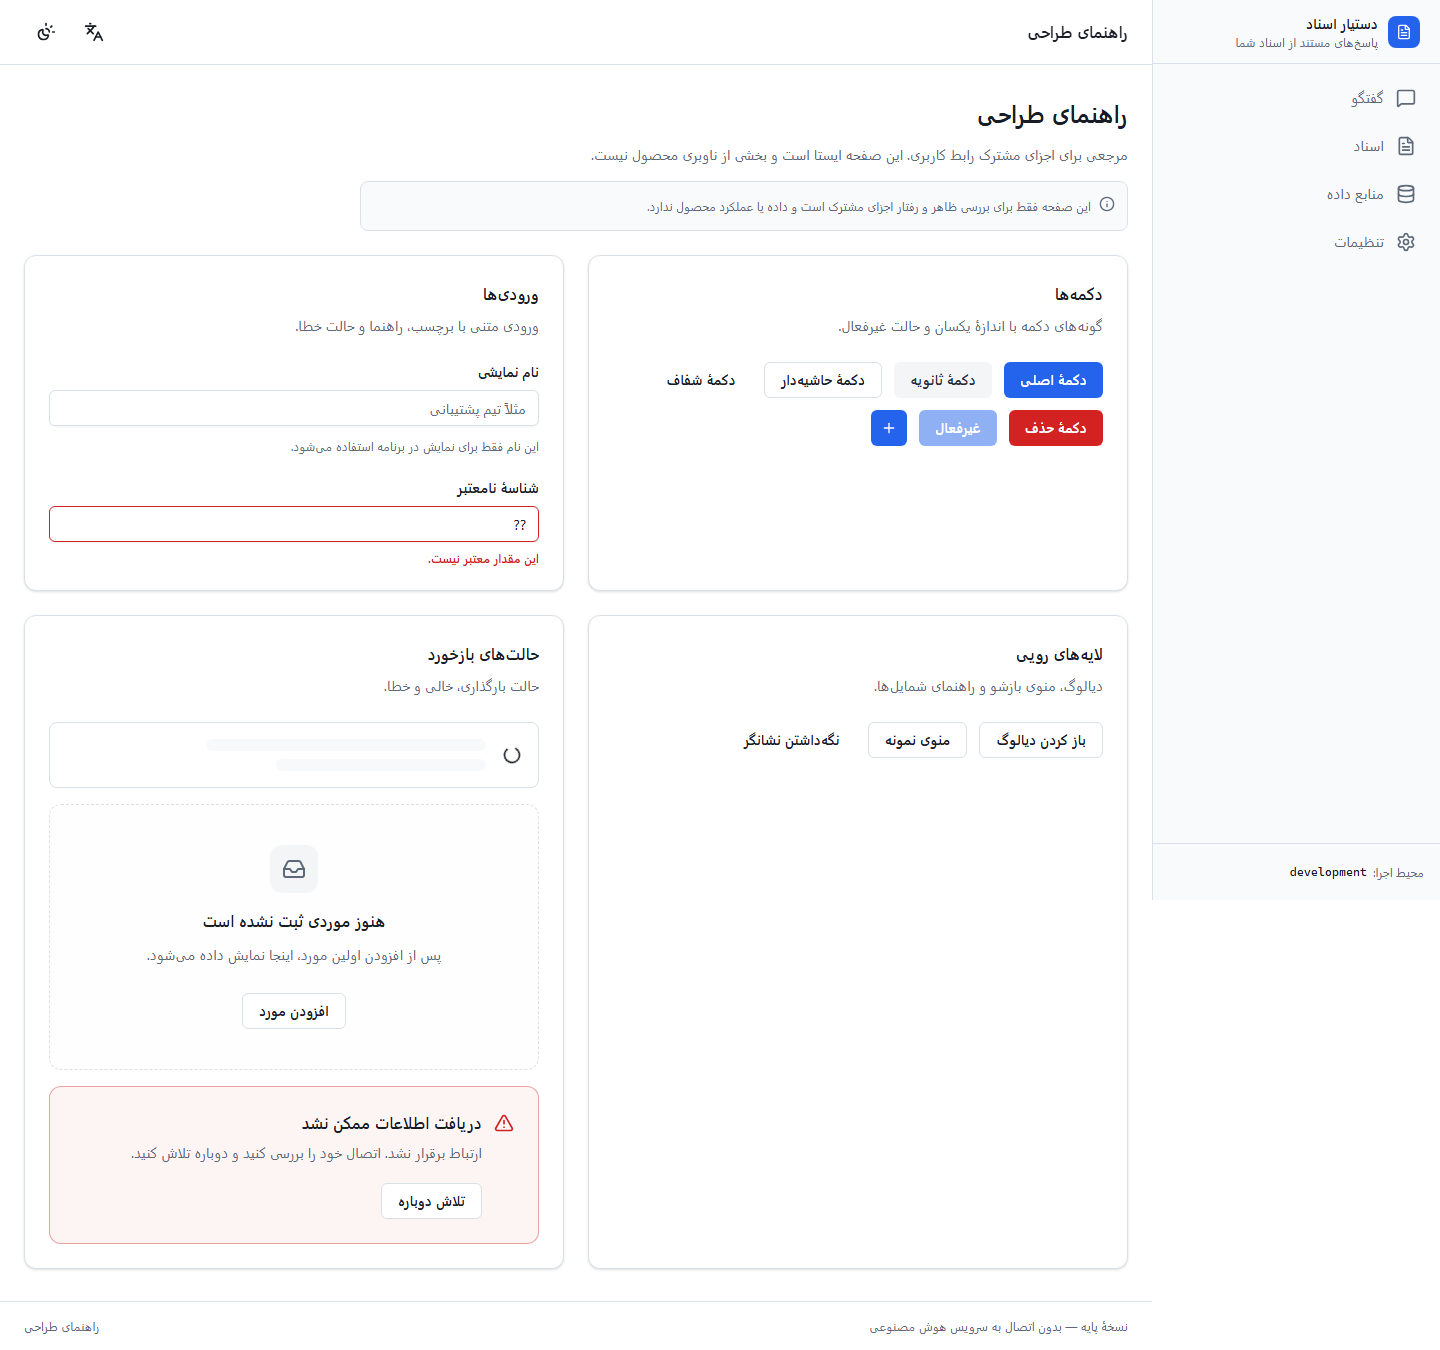 دستیار اسناد
پاسخ‌های مستند از اسناد شما
گفتگو
اسناد
منابع داده
تنظیمات
محیط اجرا: development
راهنمای طراحی
راهنمای طراحی
مرجعی برای اجزای مشترک رابط کاربری. این صفحه ایستا است و بخشی از ناوبری محصول نیست.
این صفحه فقط برای بررسی ظاهر و رفتار اجزای مشترک است و داده یا عملکرد محصول ندارد.
دکمه‌ها
گونه‌های دکمه با اندازهٔ یکسان و حالت غیرفعال.
دکمهٔ اصلی دکمهٔ ثانویه دکمهٔ حاشیه‌دار دکمهٔ شفاف
دکمهٔ حذف غیرفعال
ورودی‌ها
ورودی متنی با برچسب، راهنما و حالت خطا.
نام نمایشی
مثلاً تیم پشتیبانی
این نام فقط برای نمایش در برنامه استفاده می‌شود.
شناسهٔ نامعتبر
??
این مقدار معتبر نیست.
لایه‌های رویی
دیالوگ، منوی بازشو و راهنمای شمایل‌ها.
باز کردن دیالوگ منوی نمونه نگه‌داشتن نشانگر
حالت‌های بازخورد
حالت بارگذاری، خالی و خطا.
هنوز موردی ثبت نشده است
پس از افزودن اولین مورد، اینجا نمایش داده می‌شود.
افزودن مورد
دریافت اطلاعات ممکن نشد
ارتباط برقرار نشد. اتصال خود را بررسی کنید و دوباره تلاش کنید.
تلاش دوباره
نسخهٔ پایه — بدون اتصال به سرویس هوش مصنوعی
راهنمای طراحی